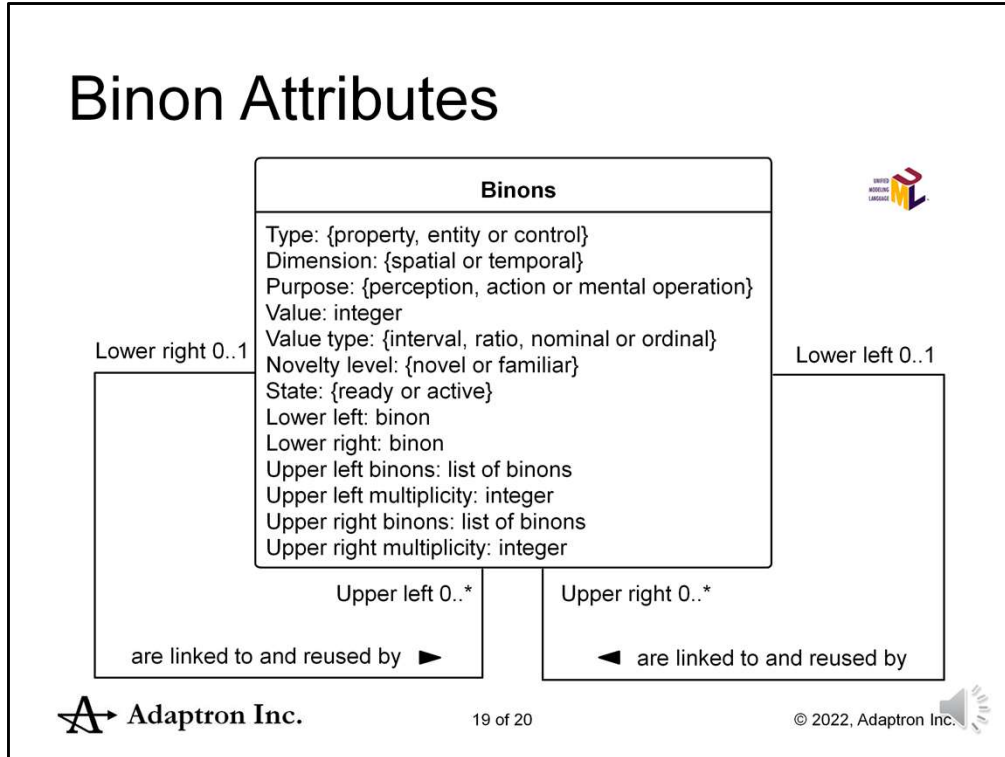 Binon Attributes
Binons
UNIFIED
MODELING
LANGUAGE
UML
Type: {property, entity or control}
Dimension: {spatial or temporal}
Purpose: {perception, action or mental operation}
Value: integer
Value type: {interval, ratio, nominal or ordinal}
Novelty level: {novel or familiar}
State: {ready or active}
Lower left: binon
Lower right: binon
Upper left binons: list of binons
Upper left multiplicity: integer
Upper right binons: list of binons
Upper right multiplicity: integer
Lower right 0..1
Lower left 0..1
Upper left 0..*
Upper right 0..*
are linked to and reused by ►
◄ are linked to and reused by
Adaptron Inc.
19 of 20
© 2022, Adaptron Inc.